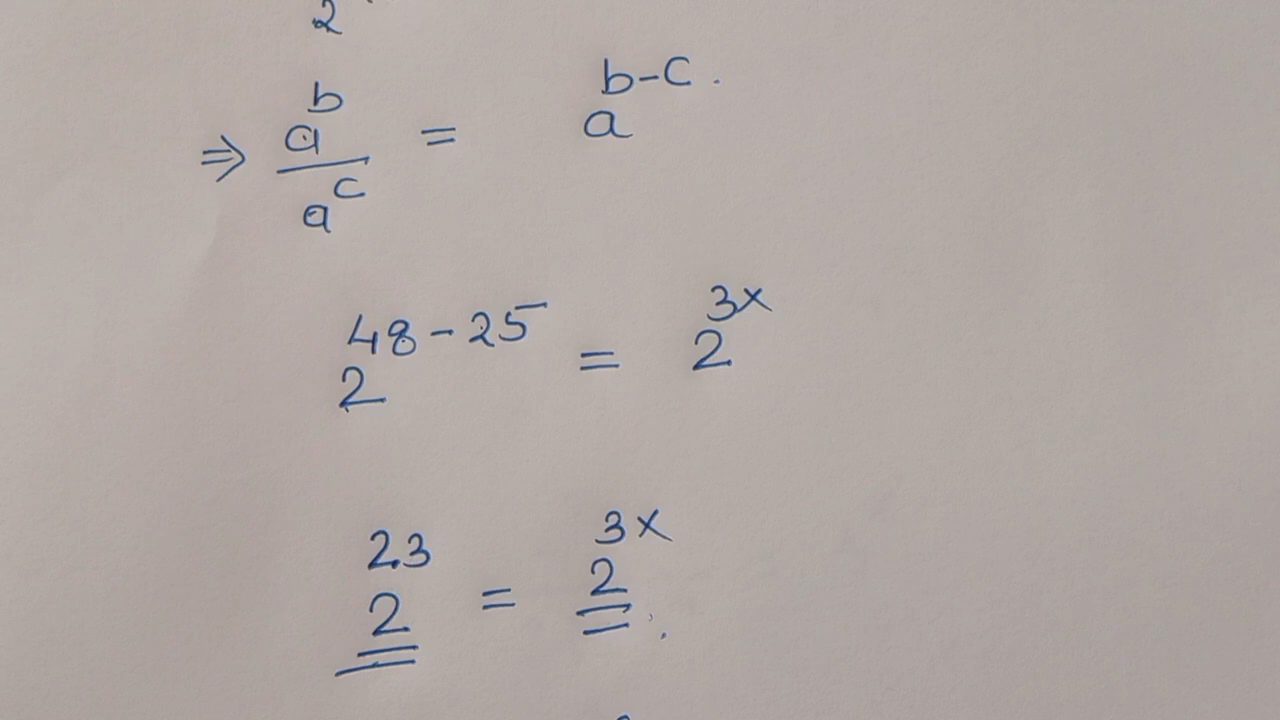 2
⇒ a^b / a^c = a^(b-c) .
2^(48-25) = 2^(3x)
2^23 = 2^(3x) .